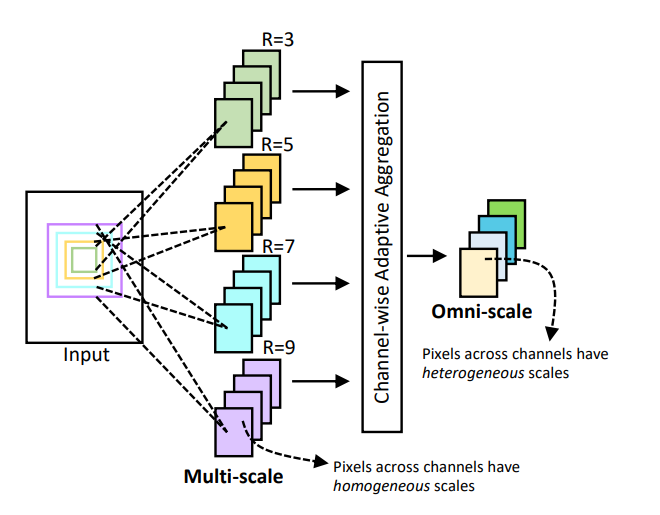 R=3
R=5
R=7
R=9
Input
Multi-scale
Channel-wise Adaptive Aggregation
Omni-scale
Pixels across channels have
heterogeneous scales
Pixels across channels have
homogeneous scales